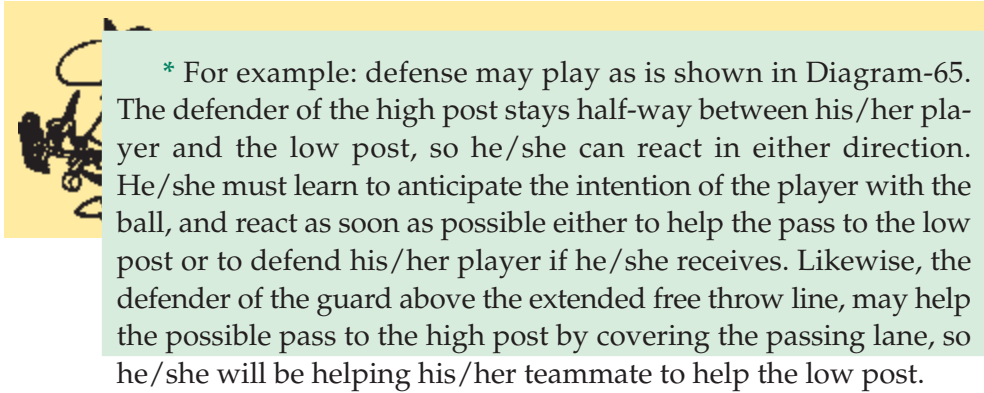 * For example: defense may play as is shown in Diagram-65.
The defender of the high post stays half-way between his/her pla-
yer and the low post, so he/she can react in either direction.
He/she must learn to anticipate the intention of the player with the
ball, and react as soon as possible either to help the pass to the low
post or to defend his/her player if he/she receives. Likewise, the
defender of the guard above the extended free throw line, may help
the possible pass to the high post by covering the passing lane, so
he/she will be helping his/her teammate to help the low post.